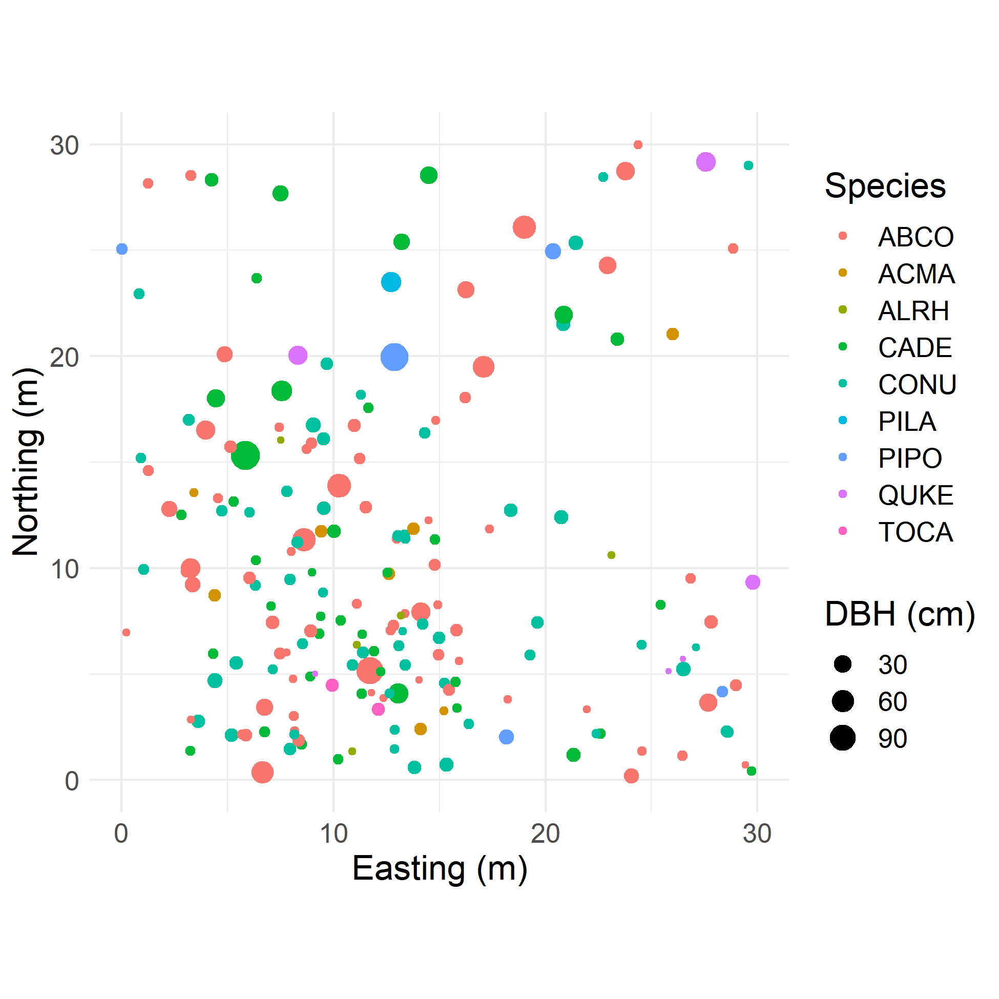 30
20
10
0
Northing (m)
0 10 20 30
Easting (m)
Species
ABCO
ACMA
ALRH
CADE
CONU
PILA
PIPO
QUKE
TOCA
DBH (cm)
30
60
90